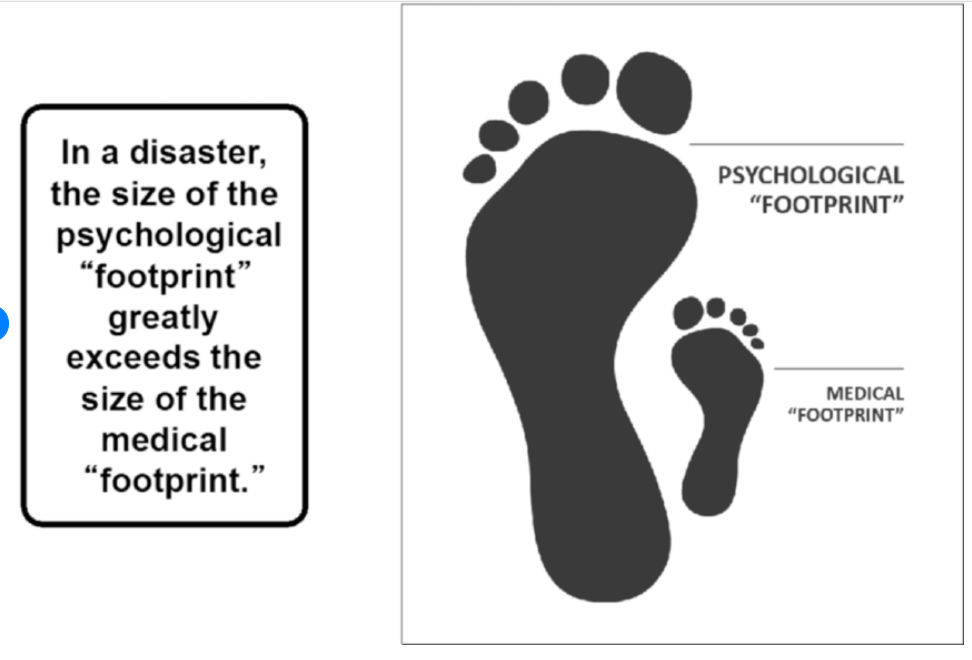 In a disaster,
the size of the
psychological
“footprint”
greatly
exceeds the
size of the
medical
“footprint.”
PSYCHOLOGICAL
“FOOTPRINT”
MEDICAL
“FOOTPRINT”